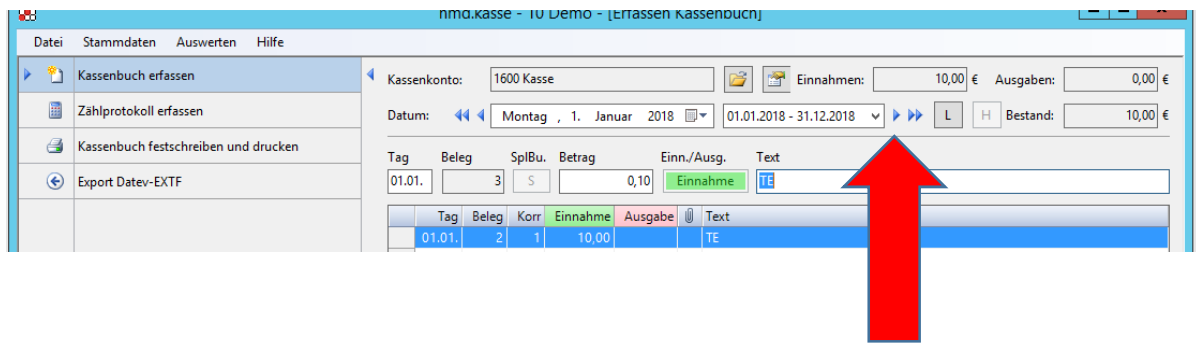 hmd.kasse - 10 Demo - [Erfassen Kassenbuch]
Datei Stammdaten Auswerten Hilfe
Kassenbuch erfassen
Zählprotokoll erfassen
Kassenbuch festschreiben und drucken
Export Datev-EXTF
Kassenkonto: 1600 Kasse Einnahmen: 10,00 € Ausgaben: 0,00 €
Datum: Montag , 1. Januar 2018 01.01.2018 - 31.12.2018 L H Bestand: 10,00 €
Tag Beleg SplBu. Betrag Einn./Ausg. Text
01.01. 3 S 0,10 Einnahme TE
Tag Beleg Korr Einnahme Ausgabe Text
01.01. 2 1 10,00 TE